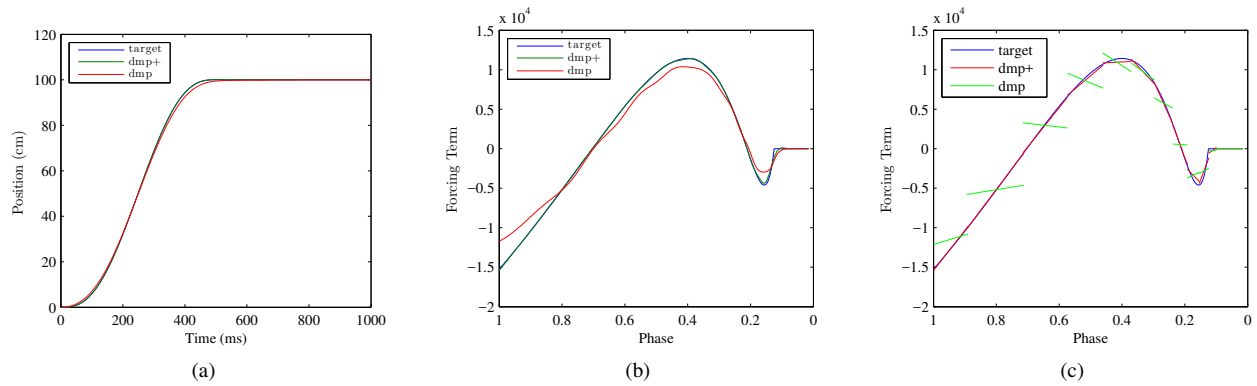 120
100
80
60
40
20
0
Position (cm)
target
dmp+
dmp
0
200
400
600
800
1000
Time (ms)
(a)
x 10^4
1.5
1
0.5
0
−0.5
−1
−1.5
−2
Forcing Term
target
dmp+
dmp
1
0.8
0.6
0.4
0.2
0
Phase
(b)
x 10^4
1.5
1
0.5
0
−0.5
−1
−1.5
−2
Forcing Term
target
dmp+
dmp
1
0.8
0.6
0.4
0.2
0
Phase
(c)